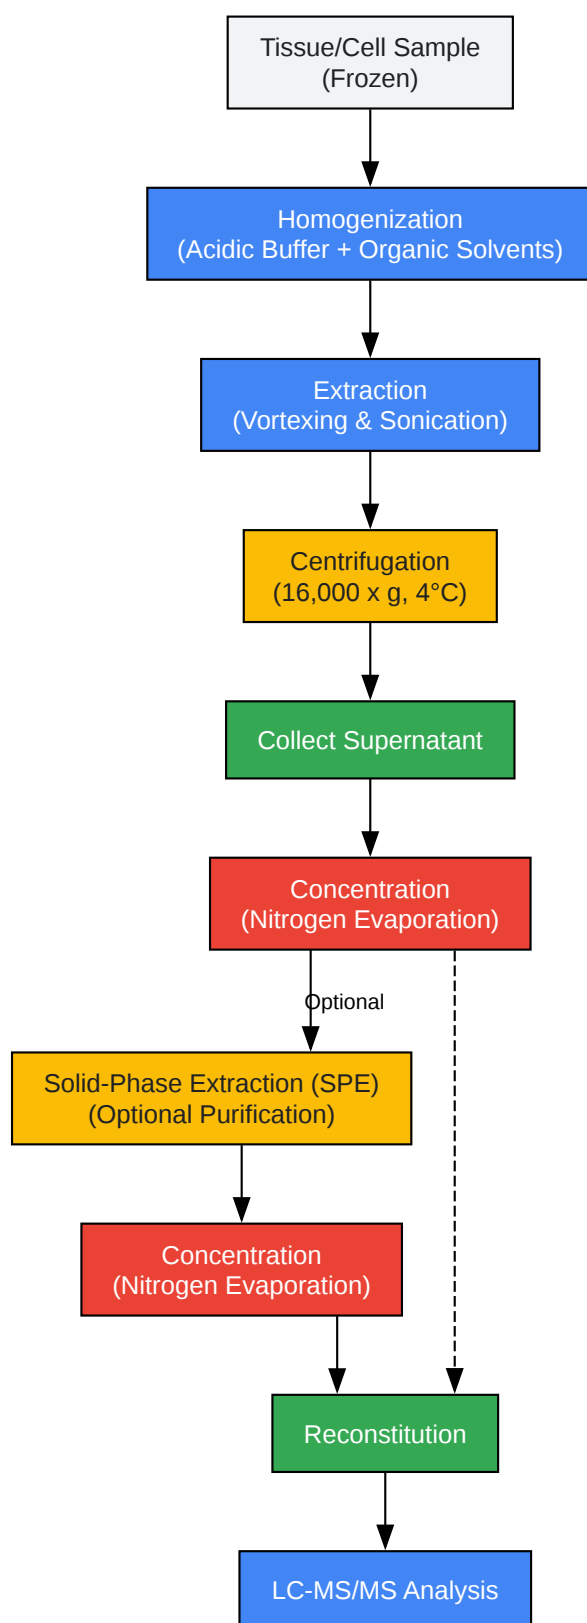 Tissue/Cell Sample
(Frozen)
Homogenization
(Acidic Buffer + Organic Solvents)
Extraction
(Vortexing & Sonication)
Centrifugation
(16,000 x g, 4°C)
Collect Supernatant
Concentration
(Nitrogen Evaporation)
Optional
Solid-Phase Extraction (SPE)
(Optional Purification)
Concentration
(Nitrogen Evaporation)
Reconstitution
LC-MS/MS Analysis